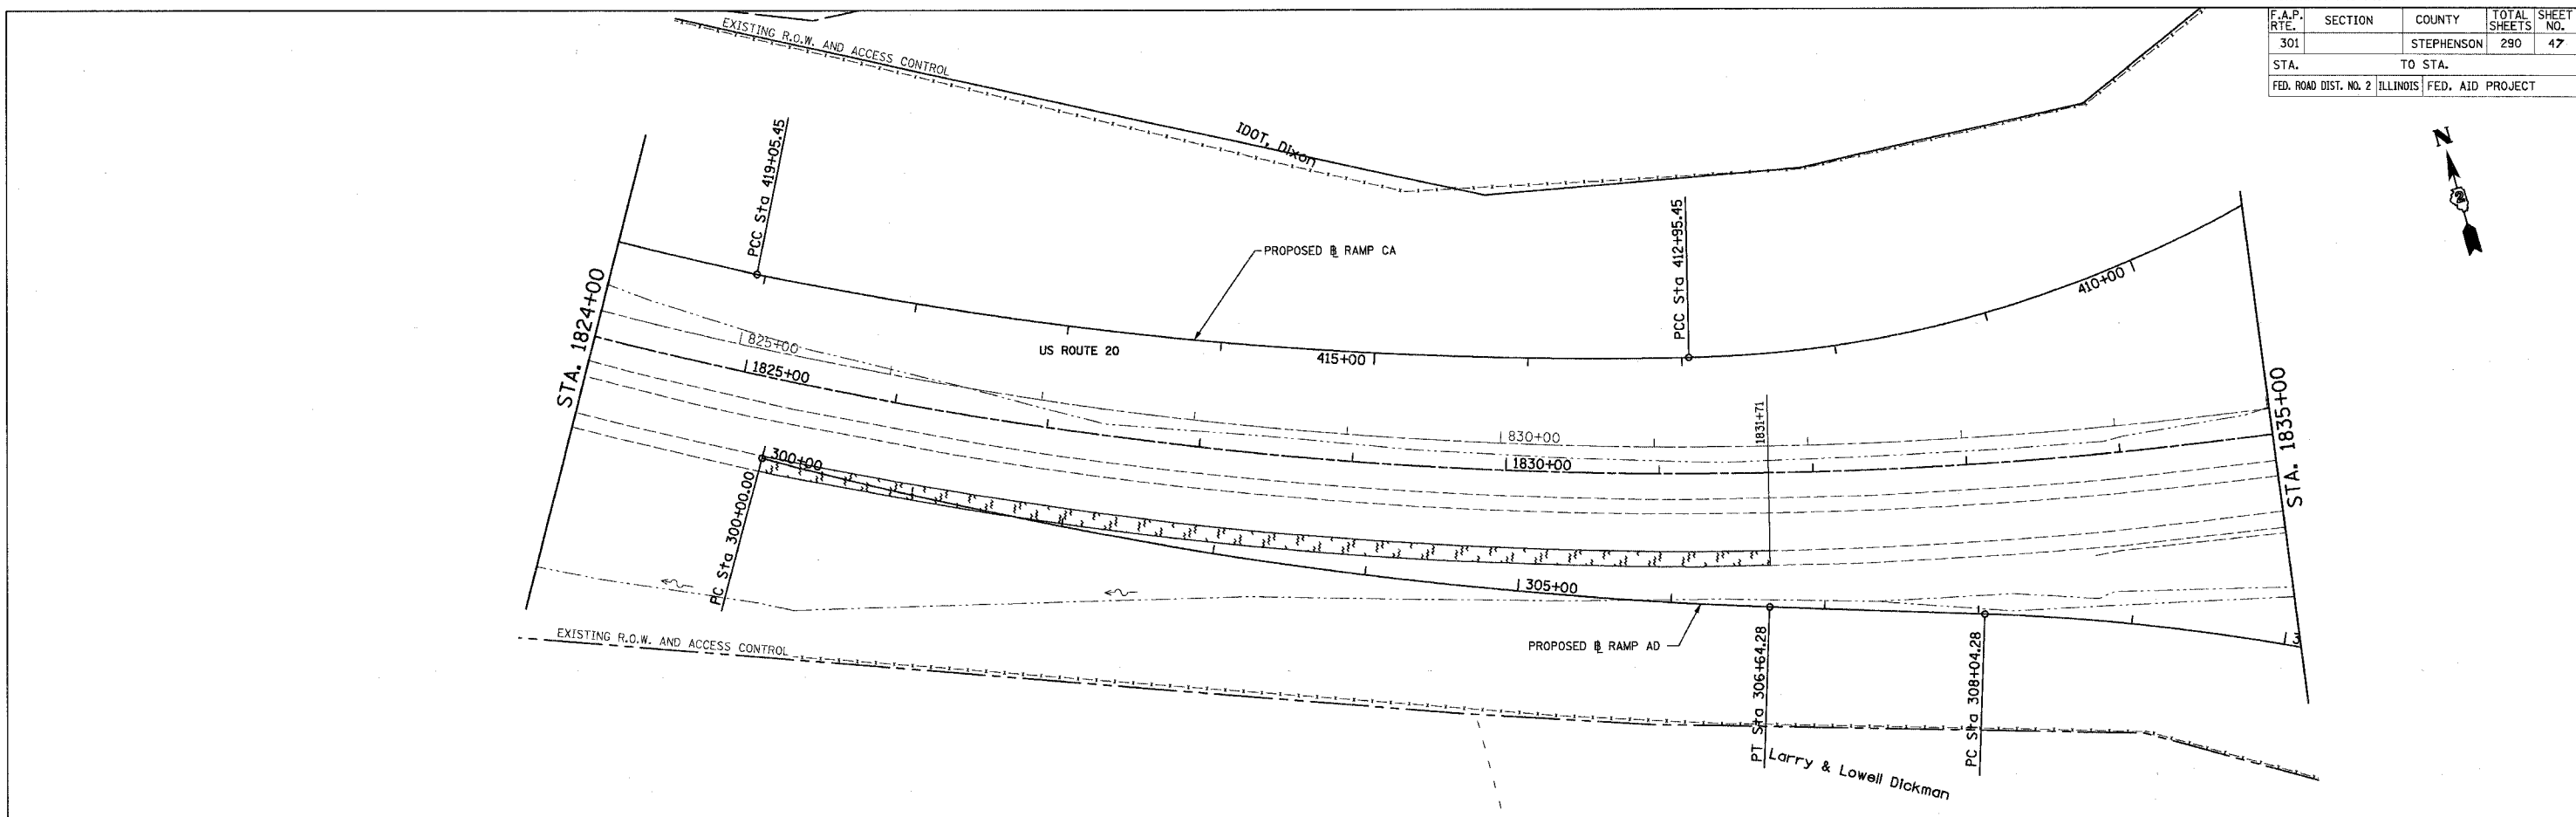 F.A.P. RTE. SECTION COUNTY TOTAL SHEETS SHEET NO.
301 STEPHENSON 290 47
STA. TO STA.
FED. ROAD DIST. NO. 2 ILLINOIS FED. AID PROJECT
N
2
EXISTING R.O.W. AND ACCESS CONTROL
IDOT, Dixon
PCC Sta 419+05.45
PCC Sta 412+95.45
PROPOSED ℄ RAMP CA
410+00
STA. 1824+00
825+00
1825+00
US ROUTE 20
415+00
830+00
1830+00
1831+71
STA. 1835+00
300+00
PC Sta 300+00.00
305+00
3
PROPOSED ℄ RAMP AD
EXISTING R.O.W. AND ACCESS CONTROL
PT Sta 306+64.28
PC Sta 308+04.28
Larry & Lowell Dickman